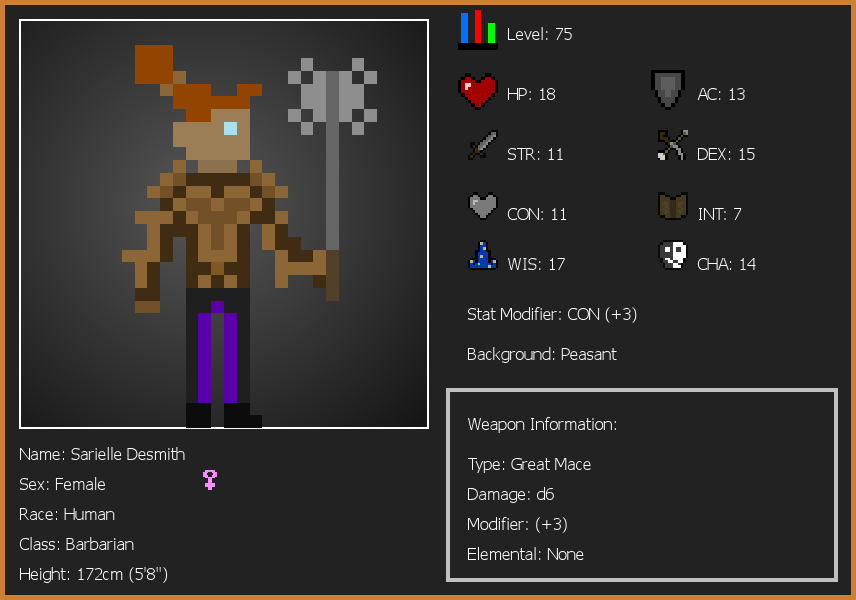 Level: 75
HP: 18
AC: 13
STR: 11
DEX: 15
CON: 11
INT: 7
WIS: 17
CHA: 14
Stat Modifier: CON (+3)
Background: Peasant
Weapon Information:
Type: Great Mace
Damage: d6
Modifier: (+3)
Elemental: None
Name: Sarielle Desmith
Sex: Female
Race: Human
Class: Barbarian
Height: 172cm (5'8")